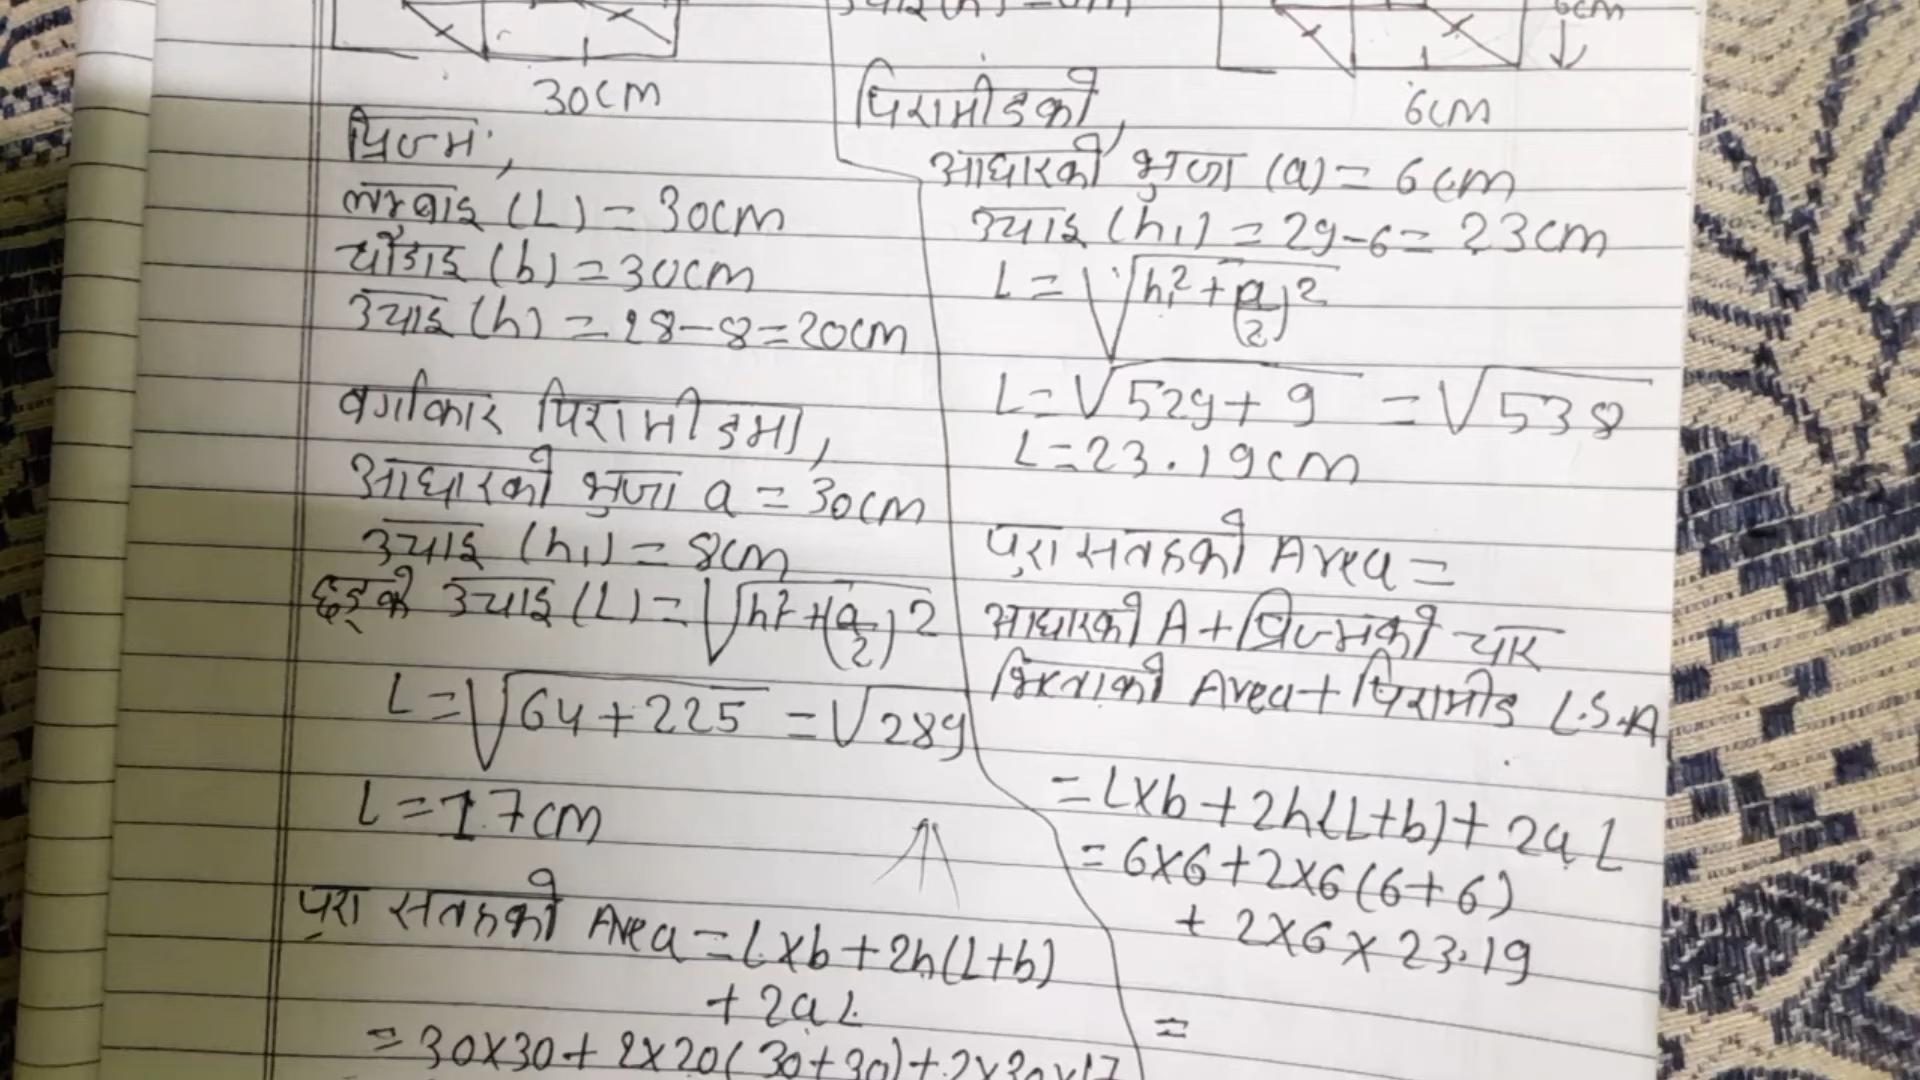 30cm
प्रिज्म,
लम्बाइ (L) = 30cm
चौडाइ (b) = 30cm
उचाइ (h) = 28-8=20cm
वर्गाकार पिरामीडमा,
आधारको भुजा a = 30cm
उचाइ (h₁) = 8cm
छड्के उचाइ (L) = √h² + (a/2)2
L = √64+225 = √289
L = 17cm
पुरा सतहको Area = L×b + 2h(L+b)
+ 2aL
= 30×30 + 2×20(30+30)+2×30×17
6cm
6cm
पिरामीडको,
आधारको भुजा (a) = 6cm
उचाइ (h₁) = 29-6 = 23cm
L = √h₁² + (a/2)2
L = √529+9 = √538
L=23.19cm
पुरा सतहको Area =
आधारको A + प्रिज्मको चार
कित्ताको Area + पिरामीड L.S.A
= L×b + 2h(L+b) + 2aL
= 6×6 + 2×6(6+6)
+ 2×6×23.19
=